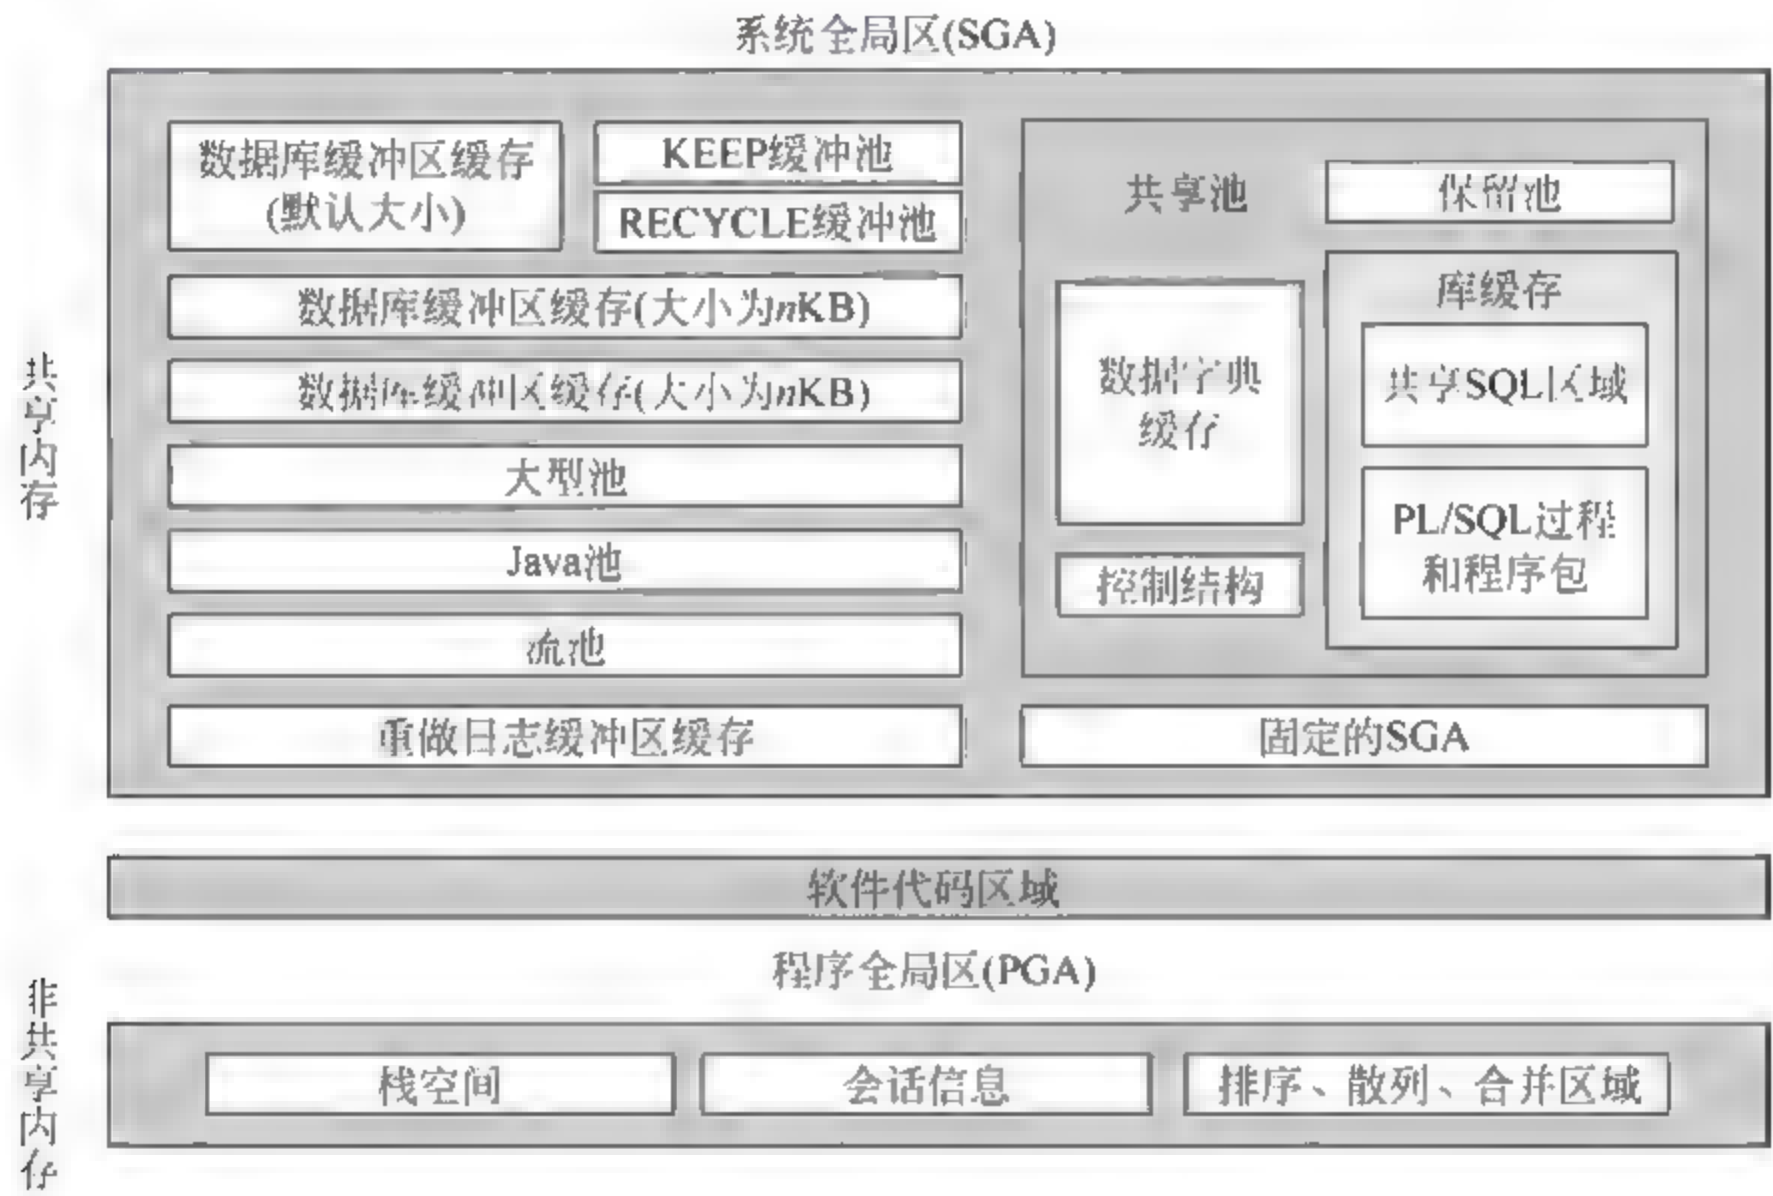 系统全局区(SGA)
共享内存
数据库缓冲区缓存
(默认大小)
KEEP缓冲池
RECYCLE缓冲池
数据库缓冲区缓存(大小为nKB)
数据库缓冲区缓存(大小为nKB)
大型池
Java池
流池
重做日志缓冲区缓存
共享池
保留池
数据字典
缓存
控制结构
库缓存
共享SQL区域
PL/SQL过程
和程序包
固定的SGA
软件代码区域
程序全局区(PGA)
非共享内存
栈空间
会话信息
排序、散列、合并区域